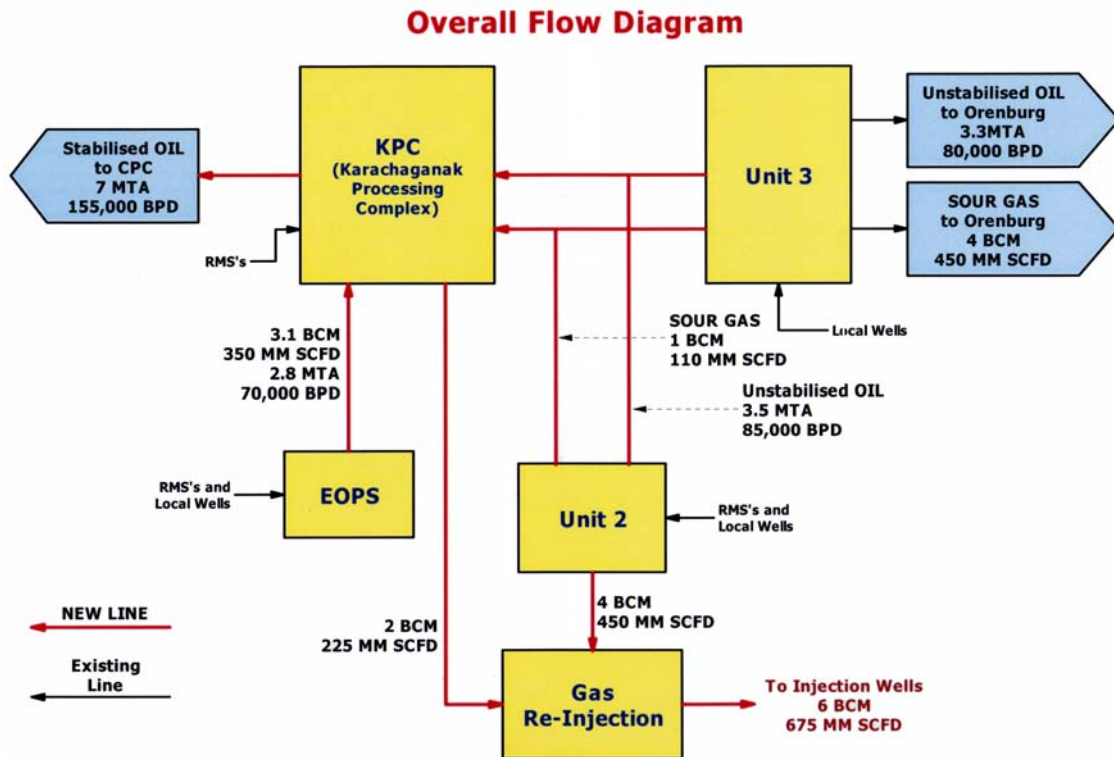 Overall Flow Diagram
Stabilised OIL
to CPC
7 MTA
155,000 BPD
KPC
(Karachaganak
Processing
Complex)
Unit 3
Unstabilised OIL
to Orenburg
3.3MTA
80,000 BPD
SOUR GAS
to Orenburg
4 BCM
450 MM SCFD
RMS's
Local Wells
3.1 BCM
350 MM SCFD
2.8 MTA
70,000 BPD
SOUR GAS
1 BCM
110 MM SCFD
Unstabilised OIL
3.5 MTA
85,000 BPD
RMS's and
Local Wells
EOPS
Unit 2
RMS's and
Local Wells
NEW LINE
Existing
Line
2 BCM
225 MM SCFD
4 BCM
450 MM SCFD
Gas
Re-Injection
To Injection Wells
6 BCM
675 MM SCFD